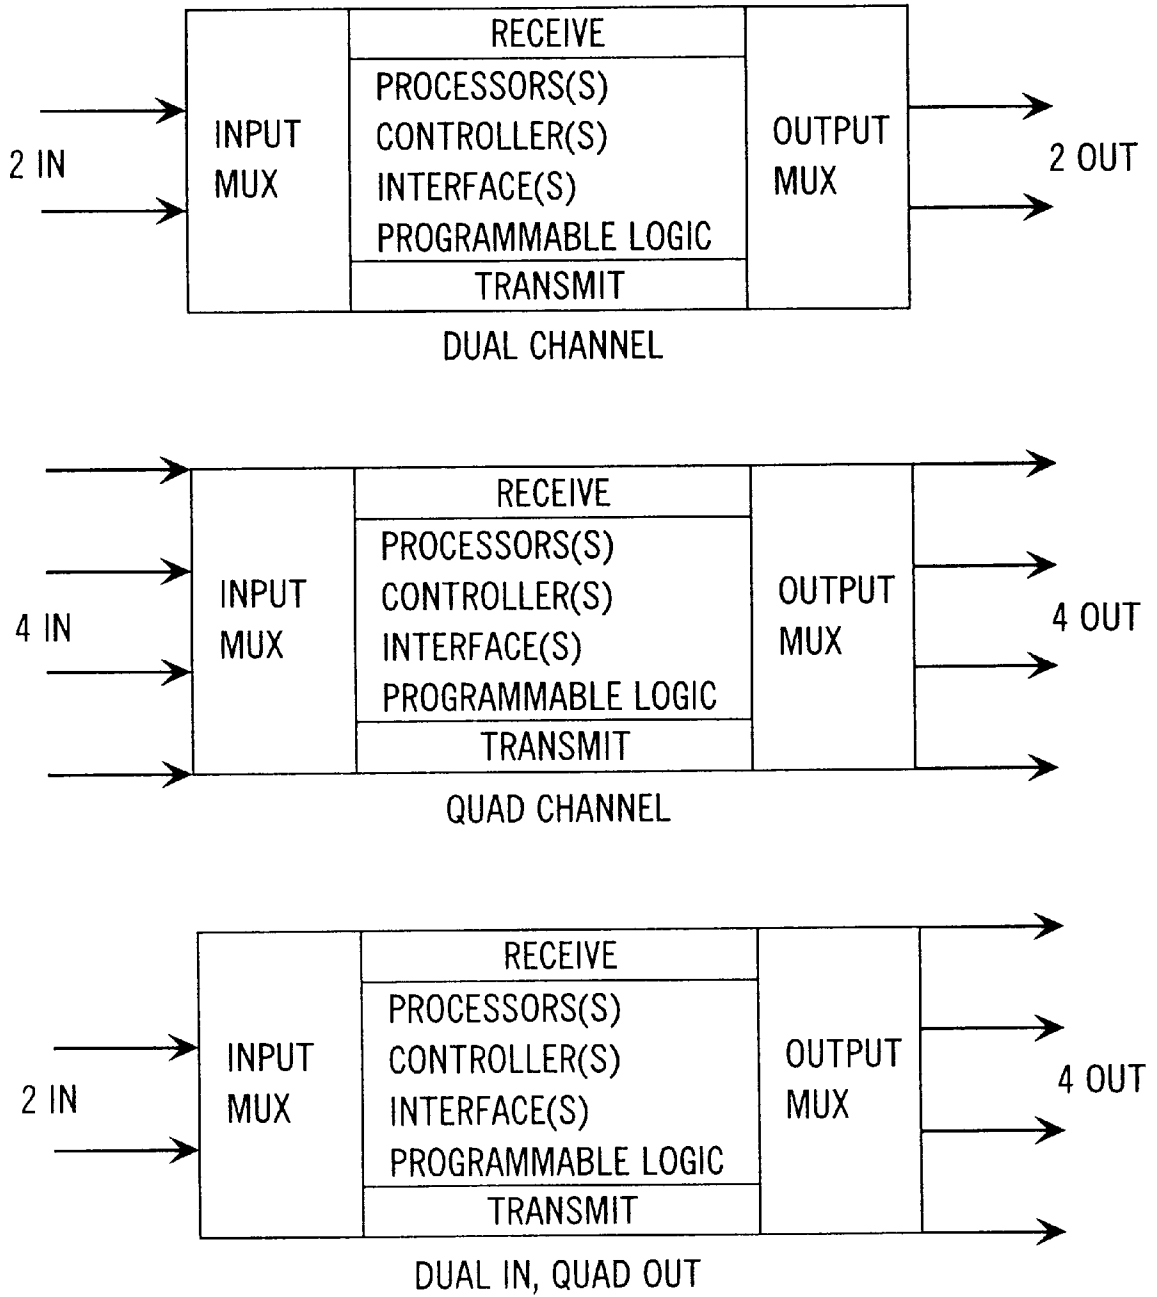 RECEIVE
PROCESSORS(S)
CONTROLLER(S)
INTERFACE(S)
PROGRAMMABLE LOGIC
TRANSMIT
INPUT
MUX
OUTPUT
MUX
2 IN
2 OUT
DUAL CHANNEL
RECEIVE
PROCESSORS(S)
CONTROLLER(S)
INTERFACE(S)
PROGRAMMABLE LOGIC
TRANSMIT
INPUT
MUX
OUTPUT
MUX
4 IN
4 OUT
QUAD CHANNEL
RECEIVE
PROCESSORS(S)
CONTROLLER(S)
INTERFACE(S)
PROGRAMMABLE LOGIC
TRANSMIT
INPUT
MUX
OUTPUT
MUX
2 IN
4 OUT
DUAL IN, QUAD OUT